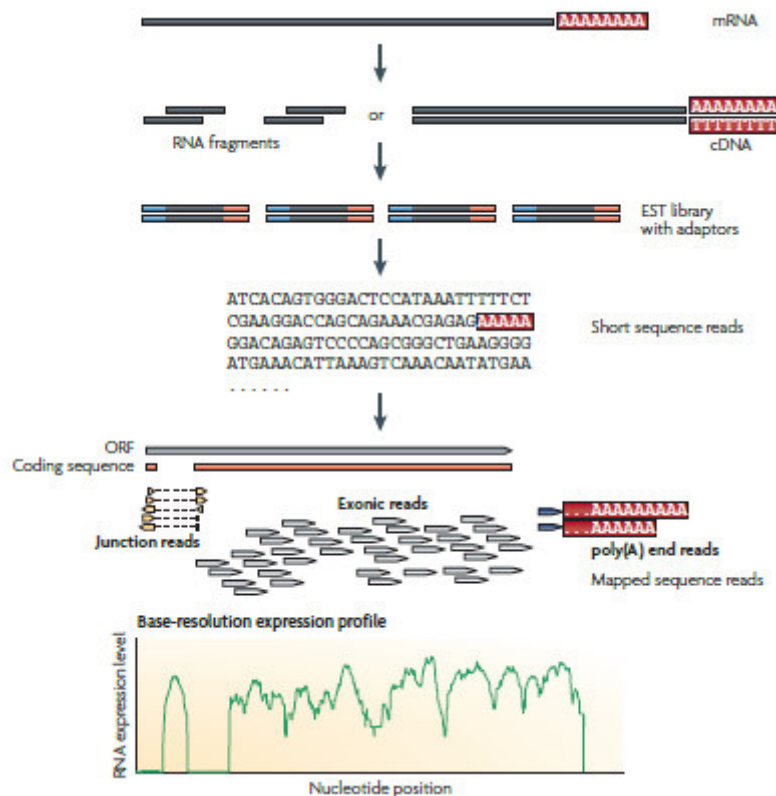 AAAAAAAA mRNA
AAAAAAAA
or
TTTTTTTT
RNA fragments
cDNA
EST library
with adaptors
ATCACAGTGGGACTCCATAAATTTTTCT
CGAAGGACCAGCAGAAACGAGAGAAAAA
Short sequence reads
GGACAGAGTCCCCAGCGGGCTGAAGGGG
ATGAAACATTAAAGTCAAACAATATGAA
. . . . . .
ORF
Coding sequence
Exonic reads
...AAAAAAAAA
...AAAAAA
Junction reads
poly(A) end reads
Mapped sequence reads
Base-resolution expression profile
RNA expression level
Nucleotide position